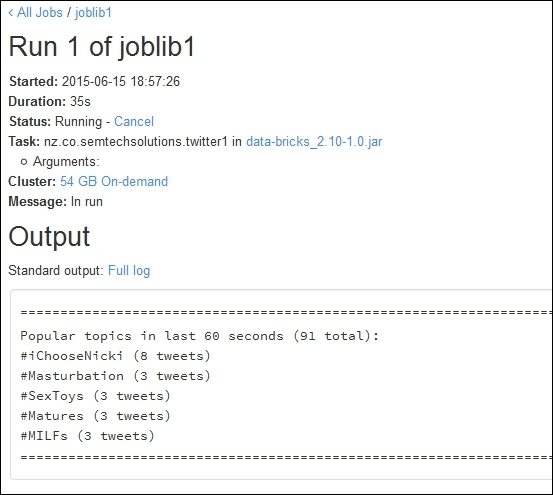 ‹ All Jobs / joblib1
Run 1 of joblib1
Started: 2015-06-15 18:57:26
Duration: 35s
Status: Running - Cancel
Task: nz.co.semtechsolutions.twitter1 in data-bricks_2.10-1.0.jar
Arguments:
Cluster: 54 GB On-demand
Message: In run
Output
Standard output: Full log
======================================================================
Popular topics in last 60 seconds (91 total):
#iChooseNicki (8 tweets)
#Masturbation (3 tweets)
#SexToys (3 tweets)
#Matures (3 tweets)
#MILFs (3 tweets)
======================================================================